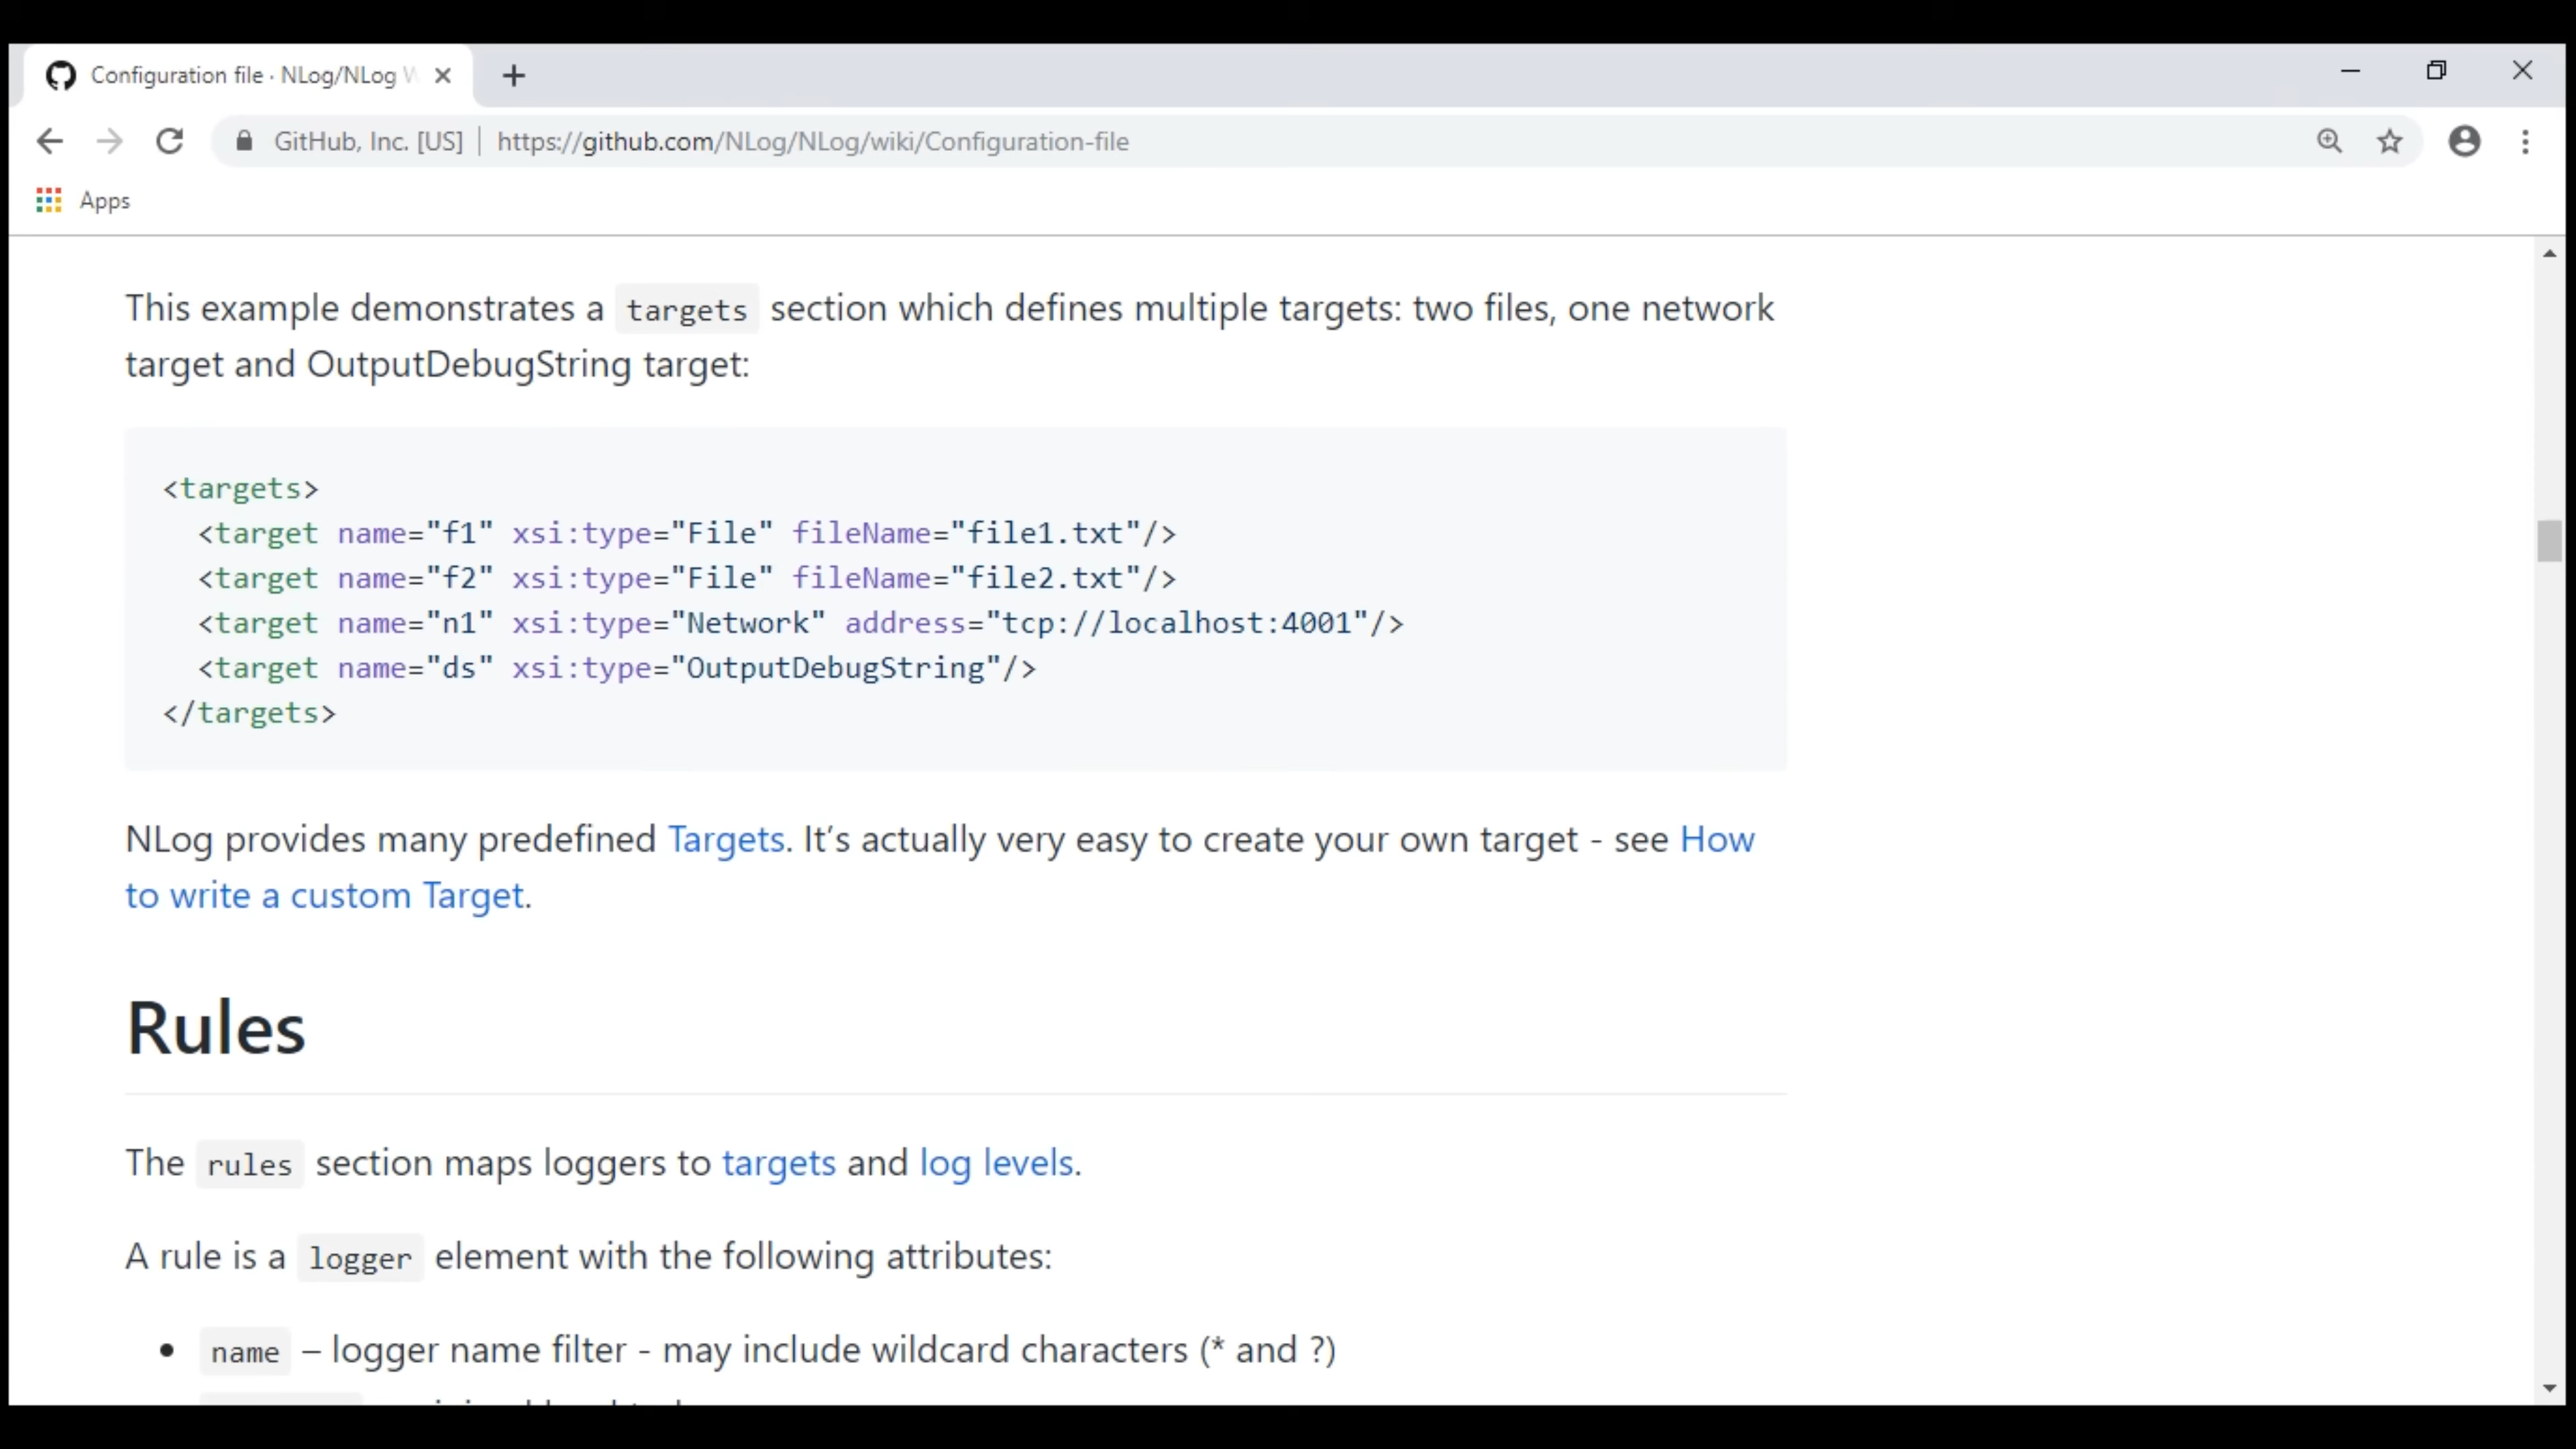 Configuration file · NLog/NLog W
GitHub, Inc. [US] | https://github.com/NLog/NLog/wiki/Configuration-file
Apps
This example demonstrates a targets section which defines multiple targets: two files, one network
target and OutputDebugString target:
<targets>
  <target name="f1" xsi:type="File" fileName="file1.txt"/>
  <target name="f2" xsi:type="File" fileName="file2.txt"/>
  <target name="n1" xsi:type="Network" address="tcp://localhost:4001"/>
  <target name="ds" xsi:type="OutputDebugString"/>
</targets>
NLog provides many predefined Targets. It’s actually very easy to create your own target - see How
to write a custom Target.
Rules
The rules section maps loggers to targets and log levels.
A rule is a logger element with the following attributes:
• name – logger name filter - may include wildcard characters (* and ?)